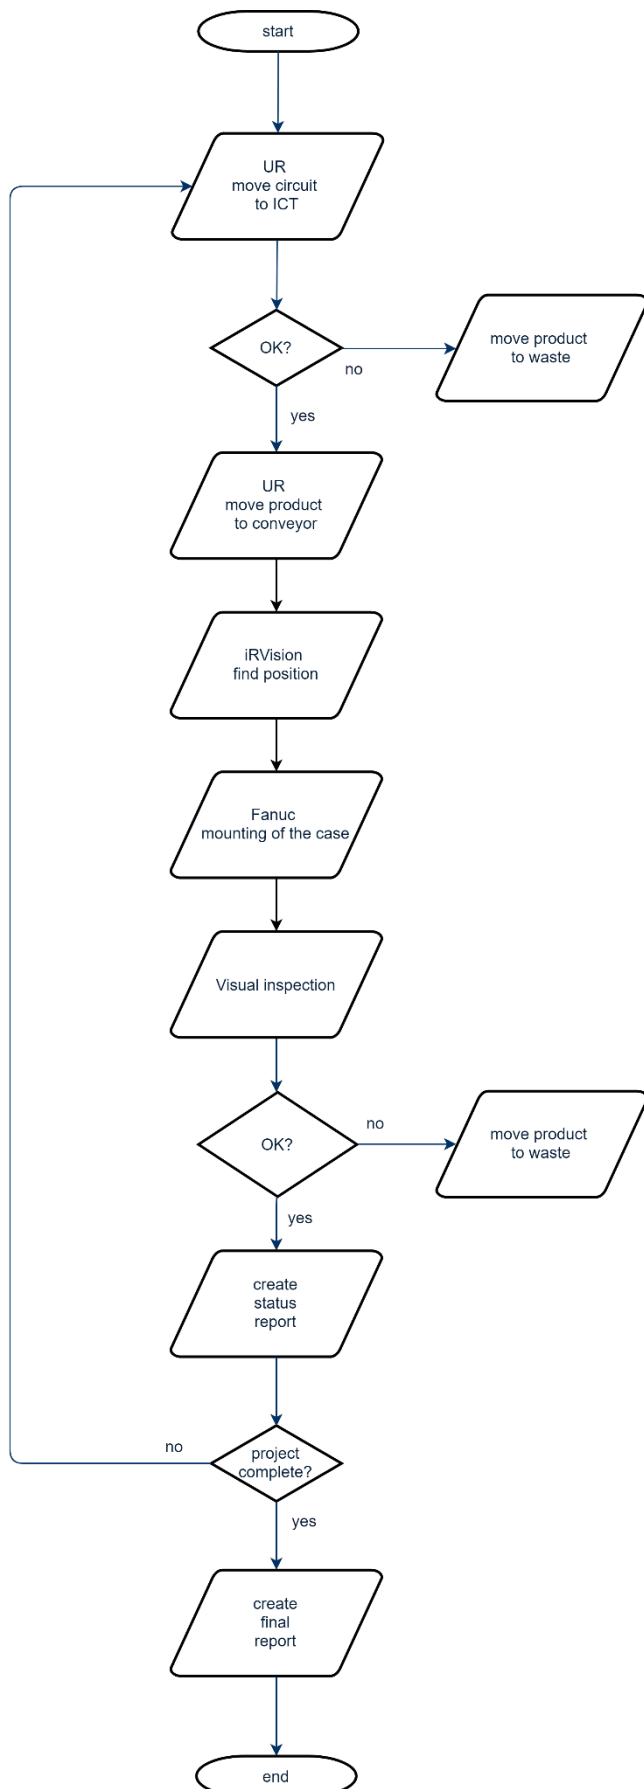 start
UR
move circuit
to ICT
OK?
no
move product
to waste
yes
UR
move product
to conveyor
iRVision
find position
Fanuc
mounting of the case
Visual inspection
OK?
no
move product
to waste
yes
create
status
report
no
project
complete?
yes
create
final
report
end